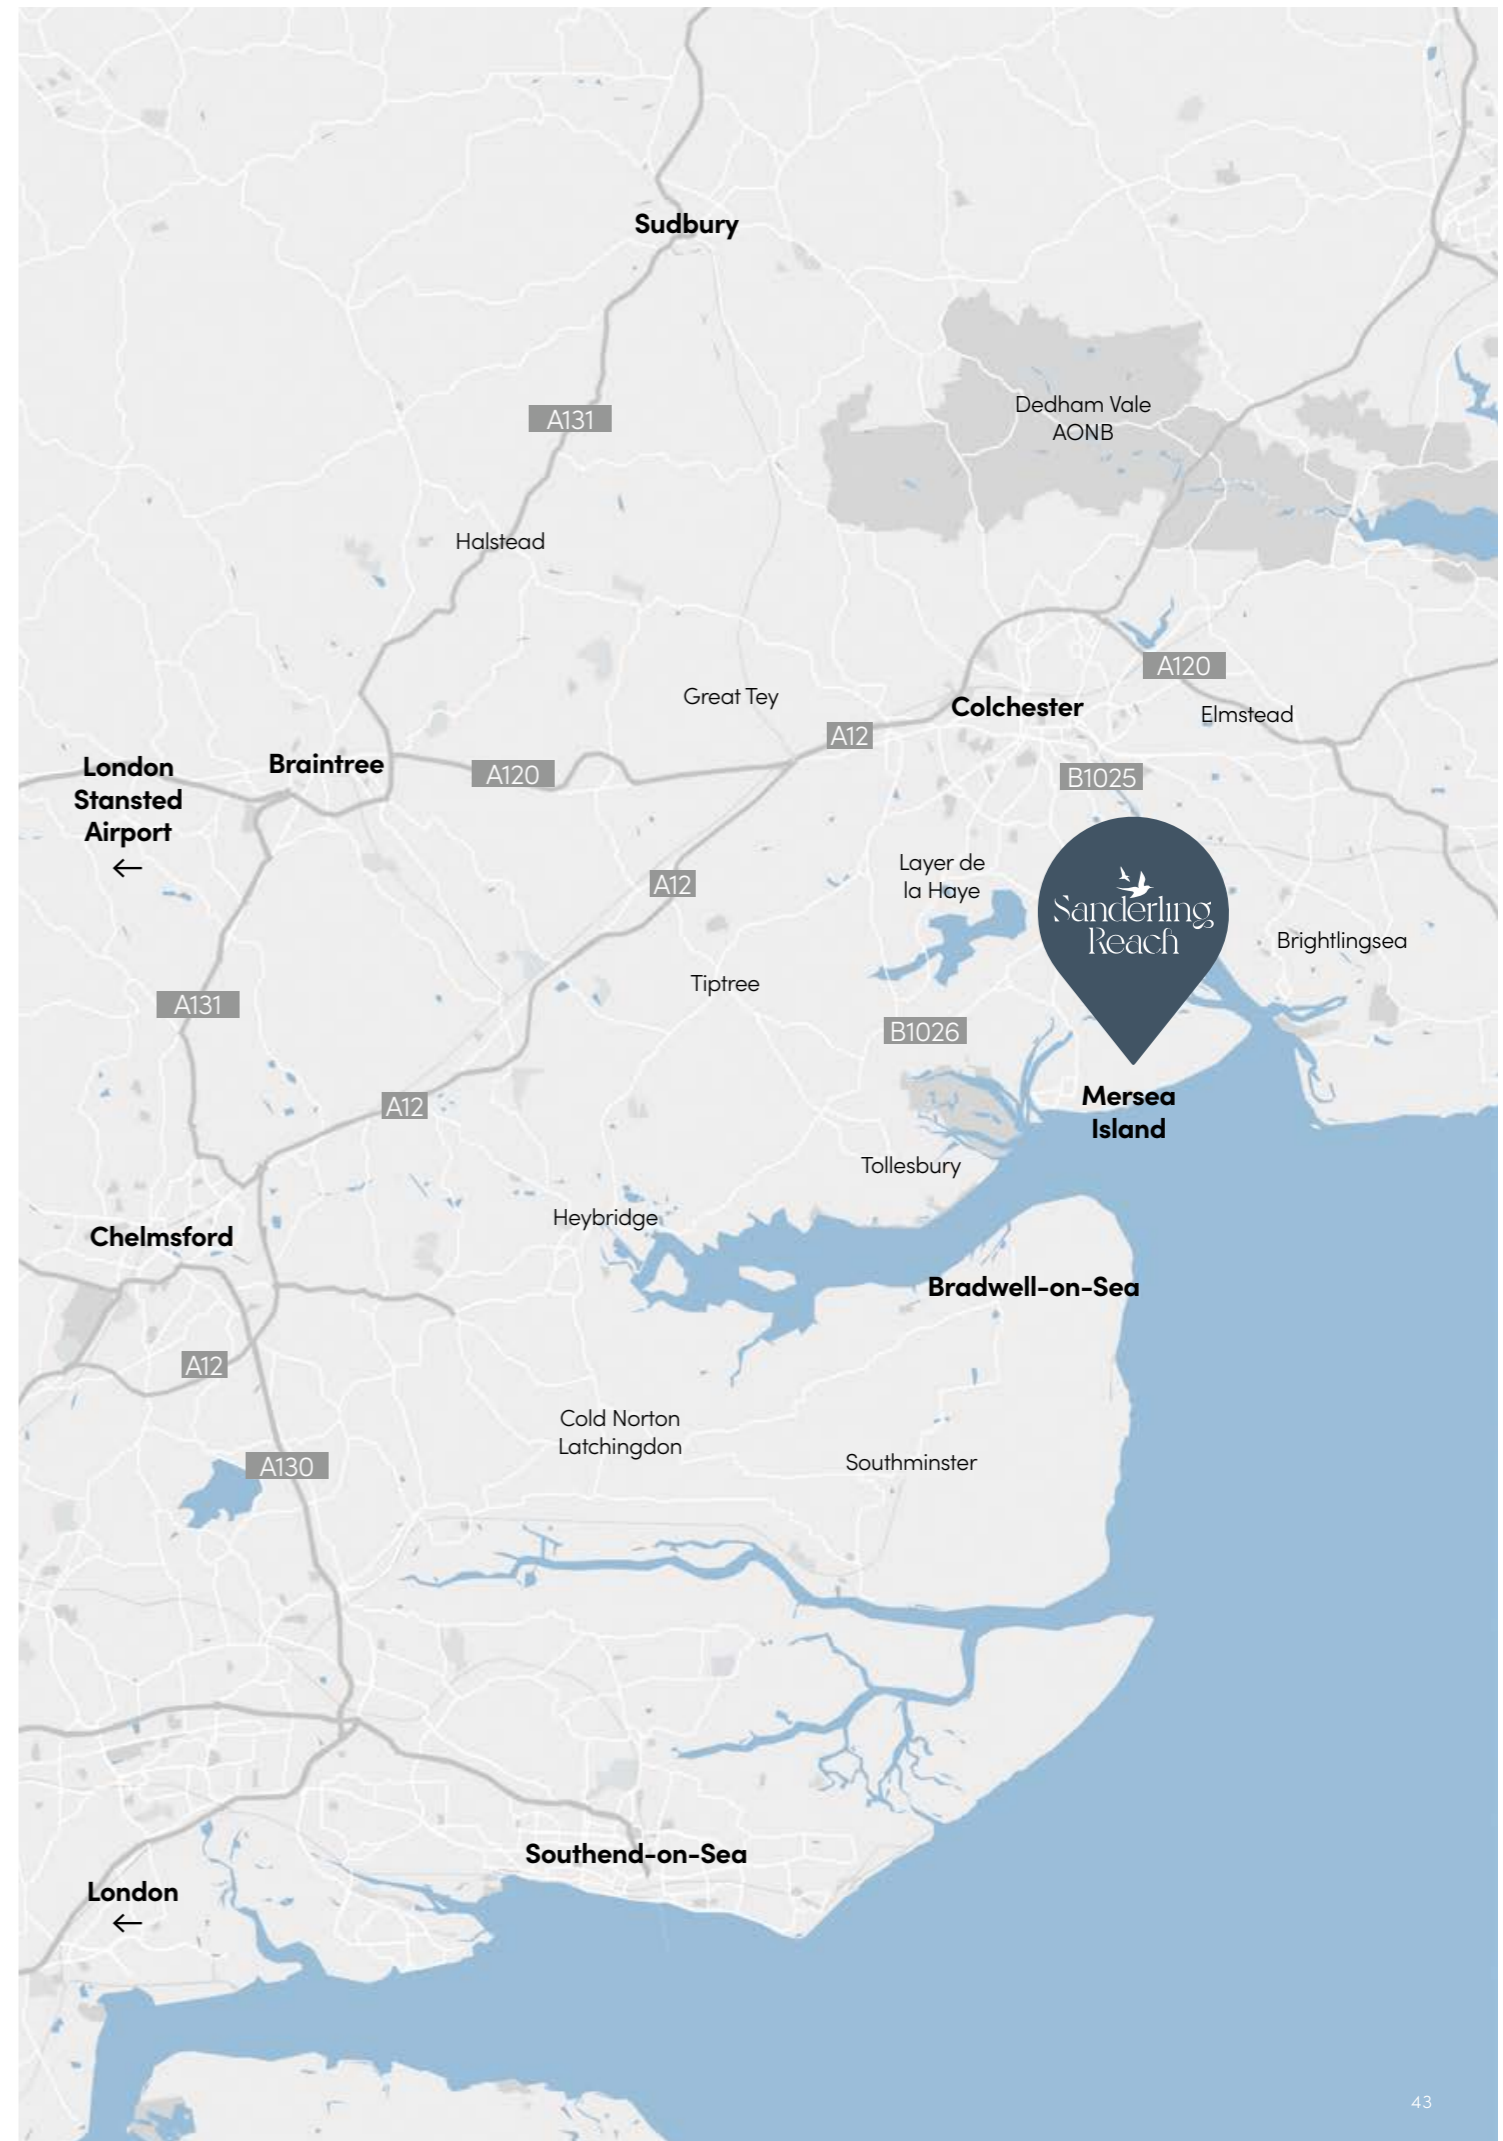 Sudbury
A131
Dedham Vale
AONB
Halstead
A120
Great Tey
Colchester
Elmstead
A12
London
Stansted
Airport
←
Braintree
A120
B1025
Layer de
la Haye
A12
Sanderling
Reach
Brightlingsea
Tiptree
A131
B1026
A12
Mersea
Island
Tollesbury
Heybridge
Chelmsford
Bradwell-on-Sea
A12
Cold Norton
Latchingdon
Southminster
A130
Southend-on-Sea
London
←
43